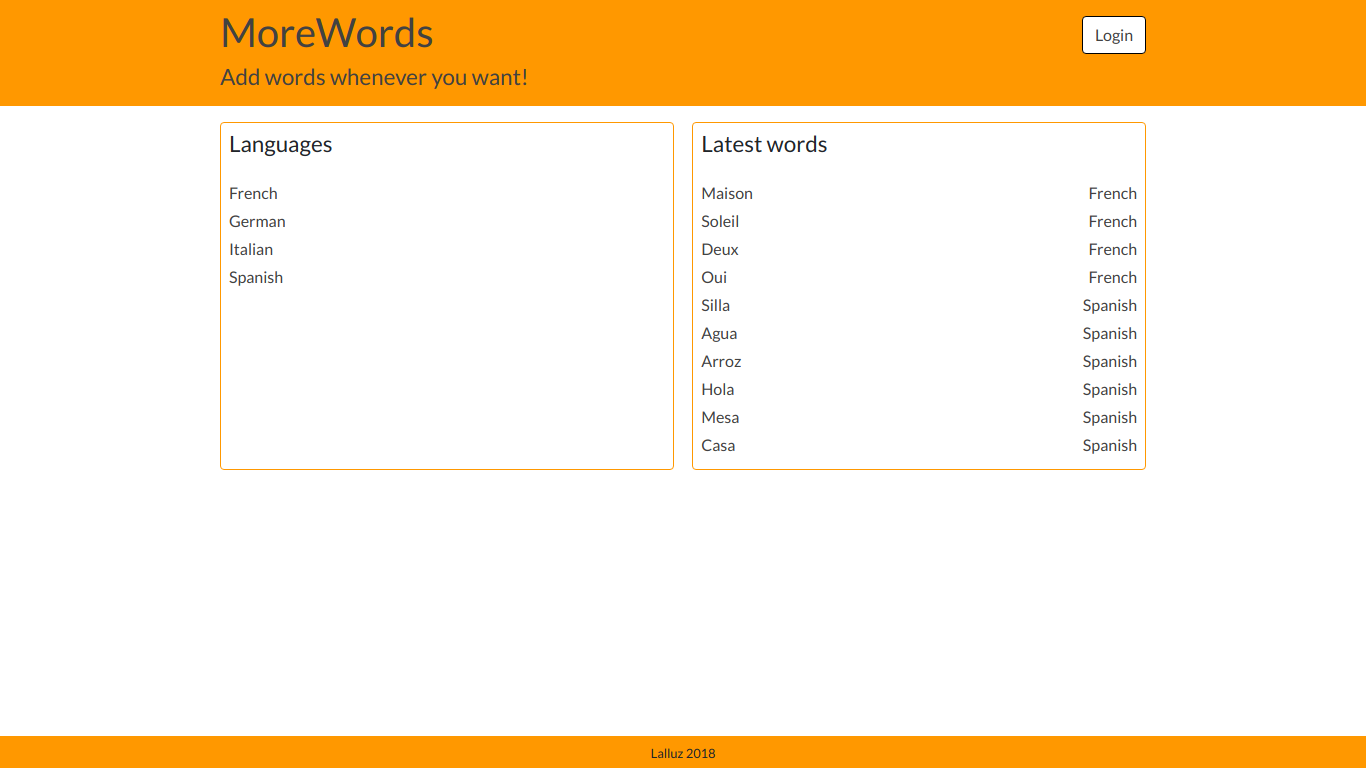 MoreWords
Login
Add words whenever you want!
Languages
French
German
Italian
Spanish
Latest words
Maison French
Soleil French
Deux French
Oui French
Silla Spanish
Agua Spanish
Arroz Spanish
Hola Spanish
Mesa Spanish
Casa Spanish
Lalluz 2018